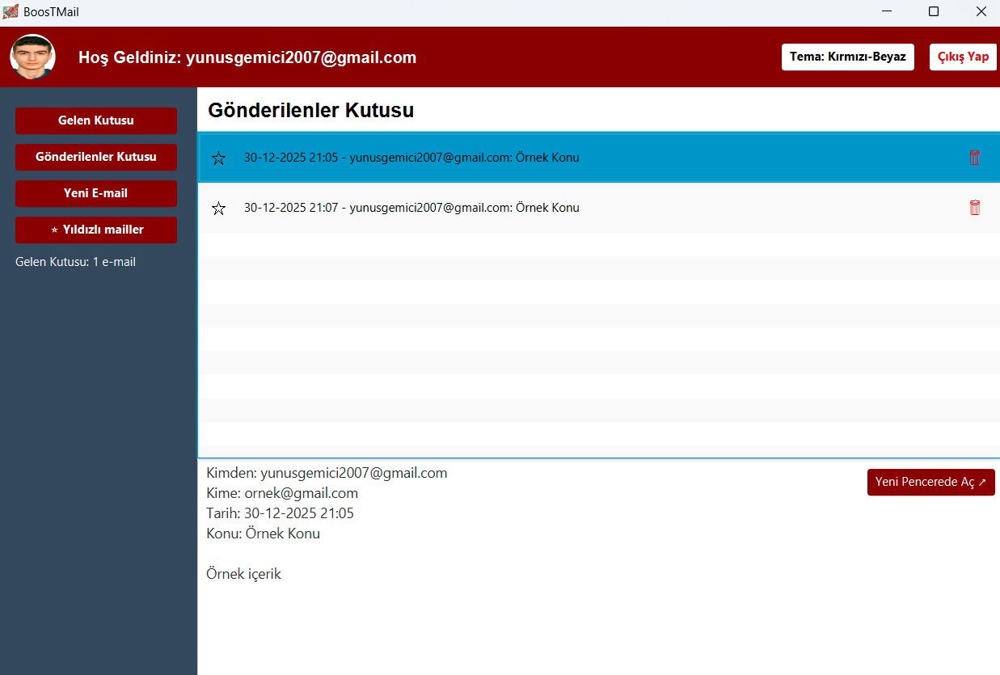 BoosTMail
Hoş Geldiniz: yunusgemici2007@gmail.com
Tema: Kırmızı-Beyaz
Çıkış Yap
Gelen Kutusu
Gönderilenler Kutusu
Yeni E-mail
⭐ Yıldızlı mailler
Gelen Kutusu: 1 e-mail
Gönderilenler Kutusu
☆ 30-12-2025 21:05 - yunusgemici2007@gmail.com: Örnek Konu
☆ 30-12-2025 21:07 - yunusgemici2007@gmail.com: Örnek Konu
Kimden: yunusgemici2007@gmail.com
Kime: ornek@gmail.com
Tarih: 30-12-2025 21:05
Konu: Örnek Konu
Örnek içerik
Yeni Pencerede Aç ↗